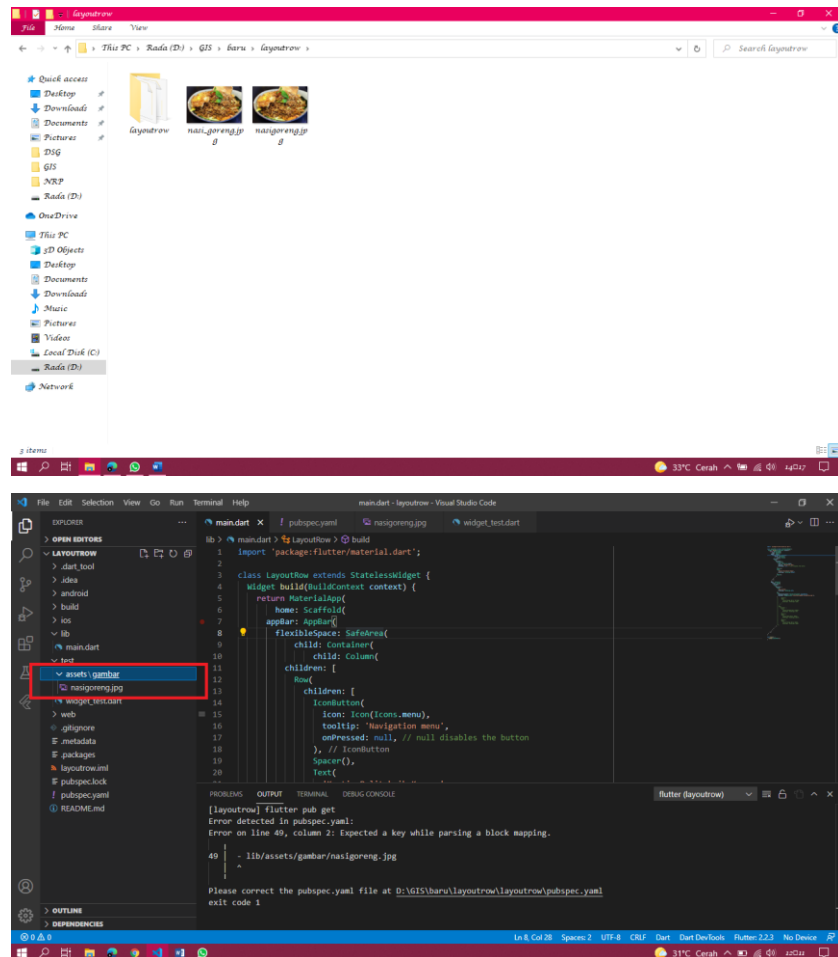 layoutrow
File Home Share View
This PC › Rada (D:) › GIS › baru › layoutrow ›
Search layoutrow
Quick access
Desktop
Downloads
Documents
Pictures
DSG
GIS
NRP
Rada (D:)
OneDrive
This PC
3D Objects
Desktop
Documents
Downloads
Music
Pictures
Videos
Local Disk (C:)
Rada (D:)
Network
layoutrow
nasi_goreng.jp
g
nasigoreng.jp
g
3 items
33°C Cerah
File Edit Selection View Go Run Terminal Help
main.dart - layoutrow - Visual Studio Code
EXPLORER
OPEN EDITORS
LAYOUTROW
.dart_tool
.idea
android
build
ios
lib
main.dart
test
assets \ gambar
nasigoreng.jpg
widget_test.dart
web
.gitignore
.metadata
.packages
layoutrow.iml
pubspec.lock
pubspec.yaml
README.md
OUTLINE
DEPENDENCIES
main.dart pubspec.yaml nasigoreng.jpg widget_test.dart
lib > main.dart > LayoutRow > build
1 import 'package:flutter/material.dart';
2
3 class LayoutRow extends StatelessWidget {
4 Widget build(BuildContext context) {
5 return MaterialApp(
6 home: Scaffold(
7 appBar: AppBar(
8 flexibleSpace: SafeArea(
9 child: Container(
10 child: Column(
11 children: [
12 Row(
13 children: [
14 IconButton(
15 icon: Icon(Icons.menu),
16 tooltip: 'Navigation menu',
17 onPressed: null, // null disables the button
18 ), // IconButton
19 Spacer(),
20 Text(
PROBLEMS OUTPUT TERMINAL DEBUG CONSOLE
flutter (layoutrow)
[layoutrow] flutter pub get
Error detected in pubspec.yaml:
Error on line 49, column 2: Expected a key while parsing a block mapping.
49 | - lib/assets/gambar/nasigoreng.jpg
| ^
Please correct the pubspec.yaml file at D:\GIS\baru\layoutrow\layoutrow\pubspec.yaml
exit code 1
0 0 Ln 8, Col 28 Spaces: 2 UTF-8 CRLF Dart Dart DevTools Flutter: 2.2.3 No Device
31°C Cerah